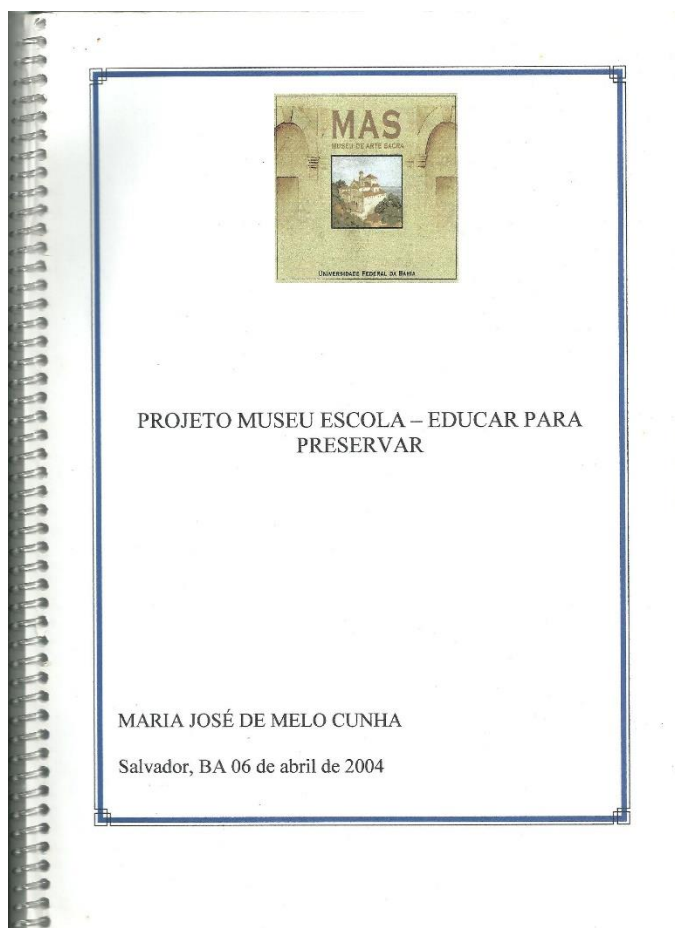 MAS
MUSEU DE ARTE SACRA
UNIVERSIDADE FEDERAL DA BAHIA
PROJETO MUSEU ESCOLA – EDUCAR PARA
PRESERVAR
MARIA JOSÉ DE MELO CUNHA
Salvador, BA 06 de abril de 2004